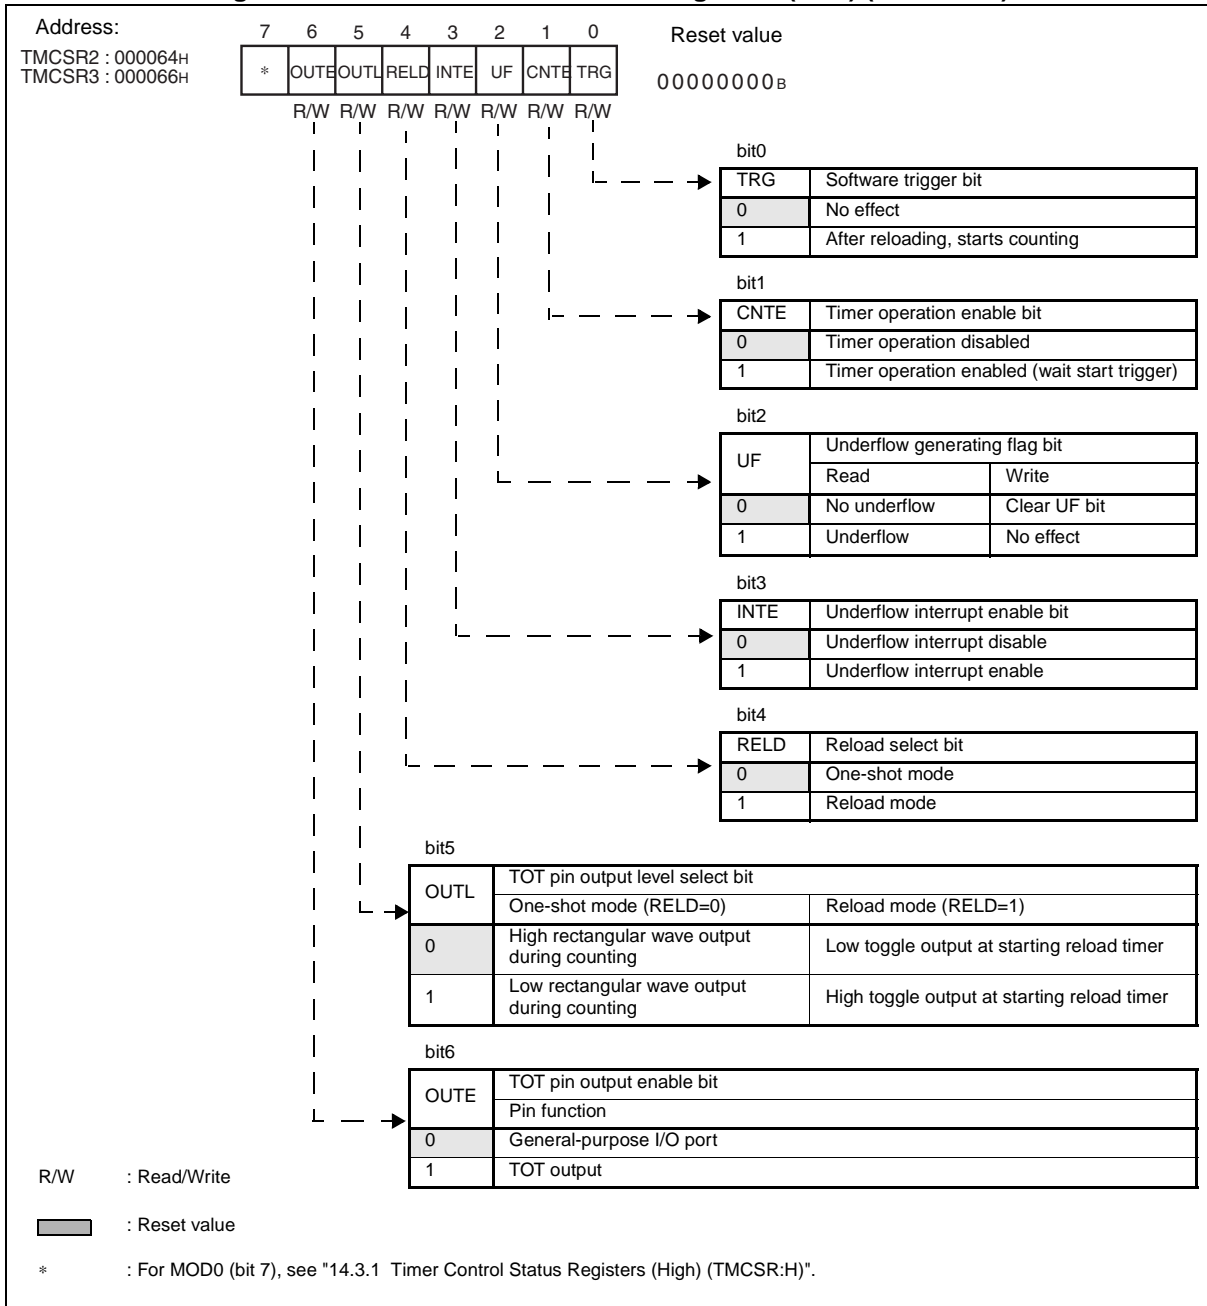 Address:
7 6 5 4 3 2 1 0
Reset value
TMCSR2 : 000064H
TMCSR3 : 000066H
* OUTE OUTL RELD INTE UF CNTE TRG
00000000B
R/W R/W R/W R/W R/W R/W R/W
bit0
TRG Software trigger bit
0 No effect
1 After reloading, starts counting
bit1
CNTE Timer operation enable bit
0 Timer operation disabled
1 Timer operation enabled (wait start trigger)
bit2
UF Underflow generating flag bit
Read Write
0 No underflow Clear UF bit
1 Underflow No effect
bit3
INTE Underflow interrupt enable bit
0 Underflow interrupt disable
1 Underflow interrupt enable
bit4
RELD Reload select bit
0 One-shot mode
1 Reload mode
bit5
OUTL TOT pin output level select bit
One-shot mode (RELD=0) Reload mode (RELD=1)
0 High rectangular wave output during counting Low toggle output at starting reload timer
1 Low rectangular wave output during counting High toggle output at starting reload timer
bit6
OUTE TOT pin output enable bit
Pin function
0 General-purpose I/O port
1 TOT output
R/W : Read/Write
: Reset value
* : For MOD0 (bit 7), see "14.3.1 Timer Control Status Registers (High) (TMCSR:H)".